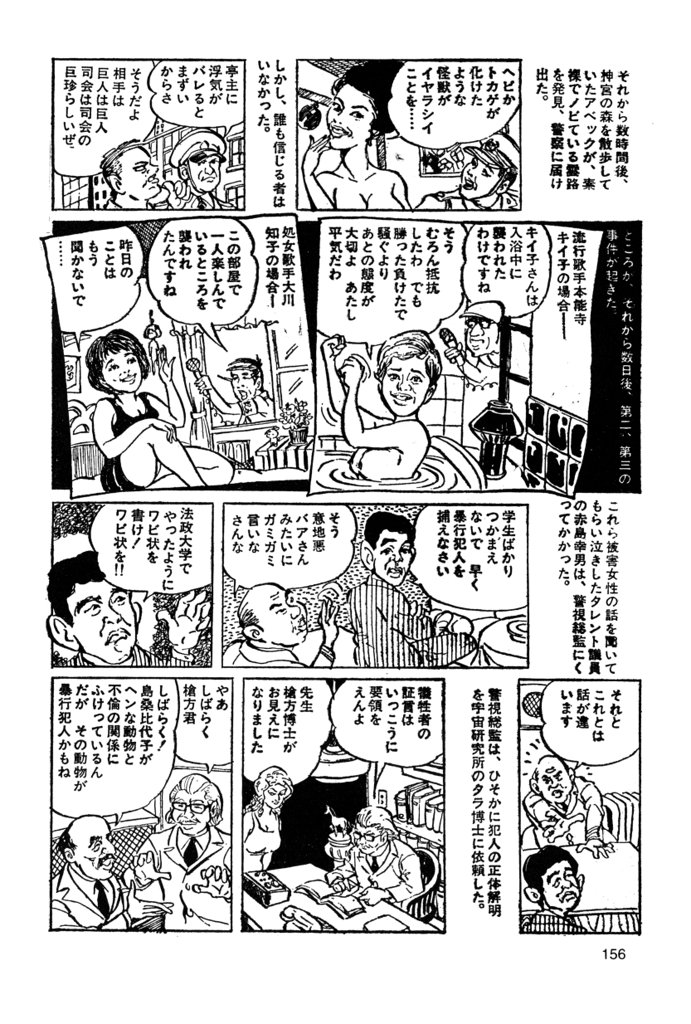 それから数時間後、
神宮の森を散歩して
いたアベックが、素
裸でノビている雲路
を発見、警察に届け
出た。
ヘビか
トカゲが
化けた
ような
怪獣が
イヤラシイ
ことを……
しかし、誰も信じる者は
いなかった。
亭主に
浮気が
バレると
まずい
からさ
そうだよ
相手は
巨人は巨人
司会は司会の
巨珍らしいぜ
ところが、それから数日後、第二、第三の
事件が起きた。
流行歌手本能寺
キイ子の場合ー
キイ子さんは
入浴中に
襲われた
わけですね
そう
むろん抵抗
したわ でも
勝った負けたで
騒ぐより
あとの態度が
大切よ あたし
平気だわ
処女歌手大川
知子の場合ー
この部屋で
一人楽しんで
いるところを
襲われ
たんですね
昨日の
ことは
もう
聞かないで
これら被害女性の話を聞いて
もらい泣きしたタレント議員
の赤島幸男は、警視総監にく
ってかかった。
学生ばかり
つかまえ
ないで 早く
暴行犯人を
捕えなさい
そう
意地悪
バアさん
みたいに
ガミガミ
言いな
さんな
法政大学で
やったように
ワビ状を
書け!
ワビ状を!!
それと
これとは
話が違
います
警視総監は、ひそかに犯人の正体解明
を宇宙研究所のタラ博士に依頼した。
犠牲者の
証言は
いっこうに
要領を
えんよ
先生
槍方博士が
お見えに
なりました
やあ
しばらく
槍方君
しばらく!
島桑比代子が
ヘンな動物と
不倫の関係に
ふけっているん
だが その動物が
暴行犯人かもね
156